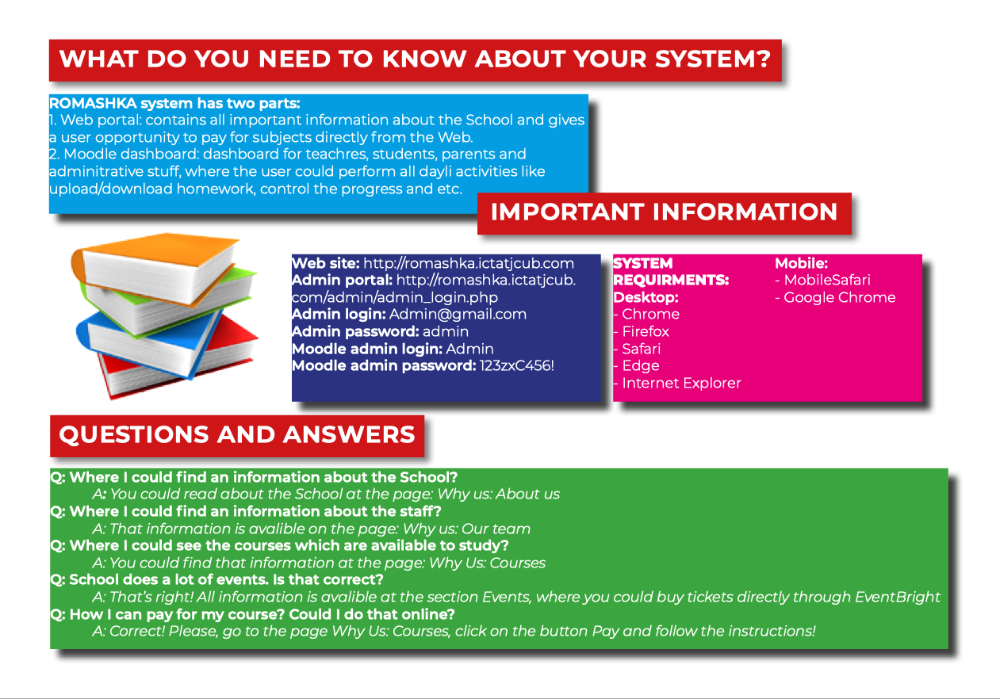 WHAT DO YOU NEED TO KNOW ABOUT YOUR SYSTEM?
ROMASHKA system has two parts:
1. Web portal: contains all important information about the School and gives
a user opportunity to pay for subjects directly from the Web.
2. Moodle dashboard: dashboard for teachres, students, parents and
adminitrative stuff, where the user could perform all dayli activities like
upload/download homework, control the progress and etc.
IMPORTANT INFORMATION
Web site: http://romashka.ictatjcub.com
Admin portal: http://romashka.ictatjcub.
com/admin/admin_login.php
Admin login: Admin@gmail.com
Admin password: admin
Moodle admin login: Admin
Moodle admin password: 123zxC456!
SYSTEM
REQUIRMENTS:
Desktop:
- Chrome
- Firefox
- Safari
- Edge
- Internet Explorer
Mobile:
- MobileSafari
- Google Chrome
QUESTIONS AND ANSWERS
Q: Where I could find an information about the School?
A: You could read about the School at the page: Why us: About us
Q: Where I could find an information about the staff?
A: That information is avalible on the page: Why us: Our team
Q: Where I could see the courses which are available to study?
A: You could find that information at the page: Why Us: Courses
Q: School does a lot of events. Is that correct?
A: That's right! All information is avalible at the section Events, where you could buy tickets directly through EventBright
Q: How I can pay for my course? Could I do that online?
A: Correct! Please, go to the page Why Us: Courses, click on the button Pay and follow the instructions!